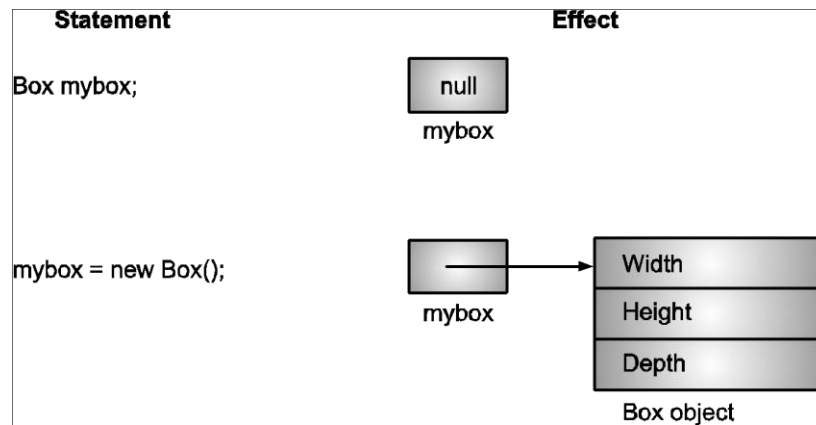 Statement Effect
Box mybox; null
mybox
mybox = new Box(); Width
mybox
Height
Depth
Box object